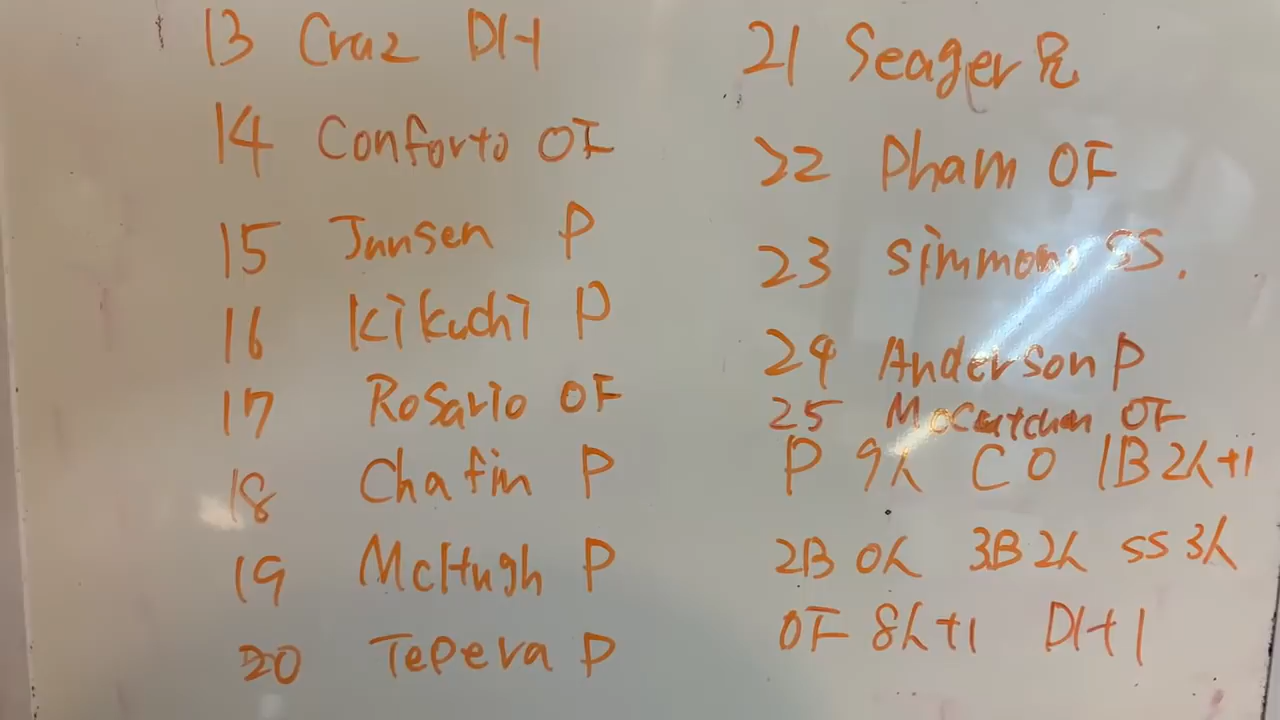 13 Cruz DH
14 Conforto OF
15 Jansen P
16 Kikuchi P
17 Rosario OF
18 Chafin P
19 McHugh P
20 Tepera P
21 Seager 兄
22 Pham OF
23 Simmons SS.
24 Anderson P
25 McCutchen OF
P 9人 C 0 1B 2人+1
2B 0人 3B 2人 SS 3人
OF 8人+1 DH 1